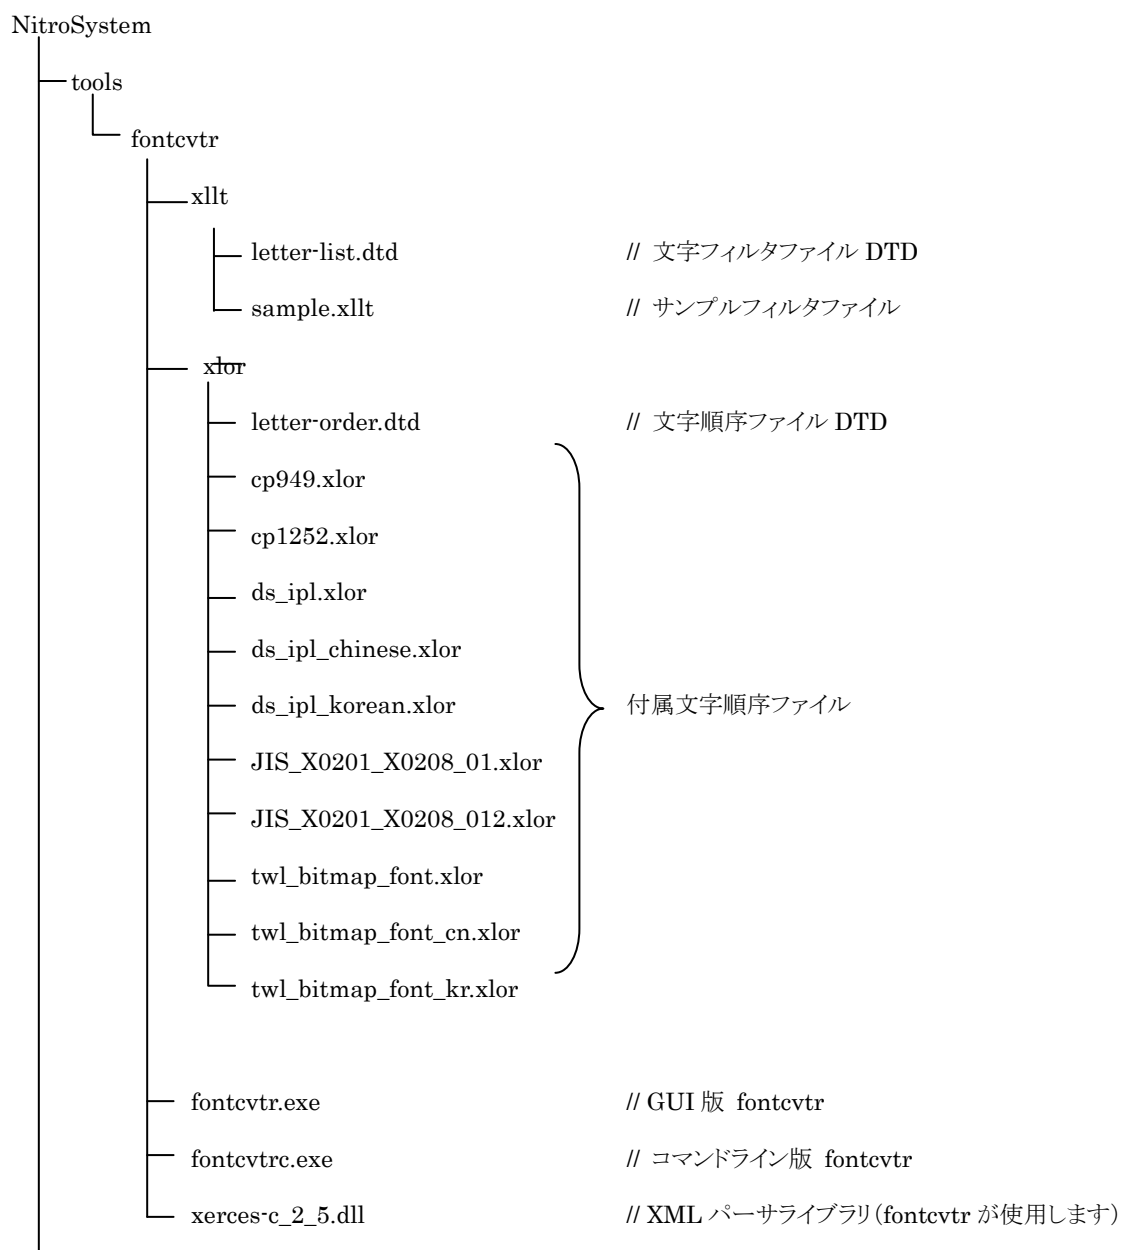 NitroSystem
tools
fontcvtr
xllt
letter-list.dtd // 文字フィルタファイル DTD
sample.xllt // サンプルフィルタファイル
xlor
letter-order.dtd // 文字順序ファイル DTD
cp949.xlor
cp1252.xlor
ds_ipl.xlor
ds_ipl_chinese.xlor
ds_ipl_korean.xlor 付属文字順序ファイル
JIS_X0201_X0208_01.xlor
JIS_X0201_X0208_012.xlor
twl_bitmap_font.xlor
twl_bitmap_font_cn.xlor
twl_bitmap_font_kr.xlor
fontcvtr.exe // GUI 版 fontcvtr
fontcvtrc.exe // コマンドライン版 fontcvtr
xerces-c_2_5.dll // XML パーサライブラリ(fontcvtr が使用します)